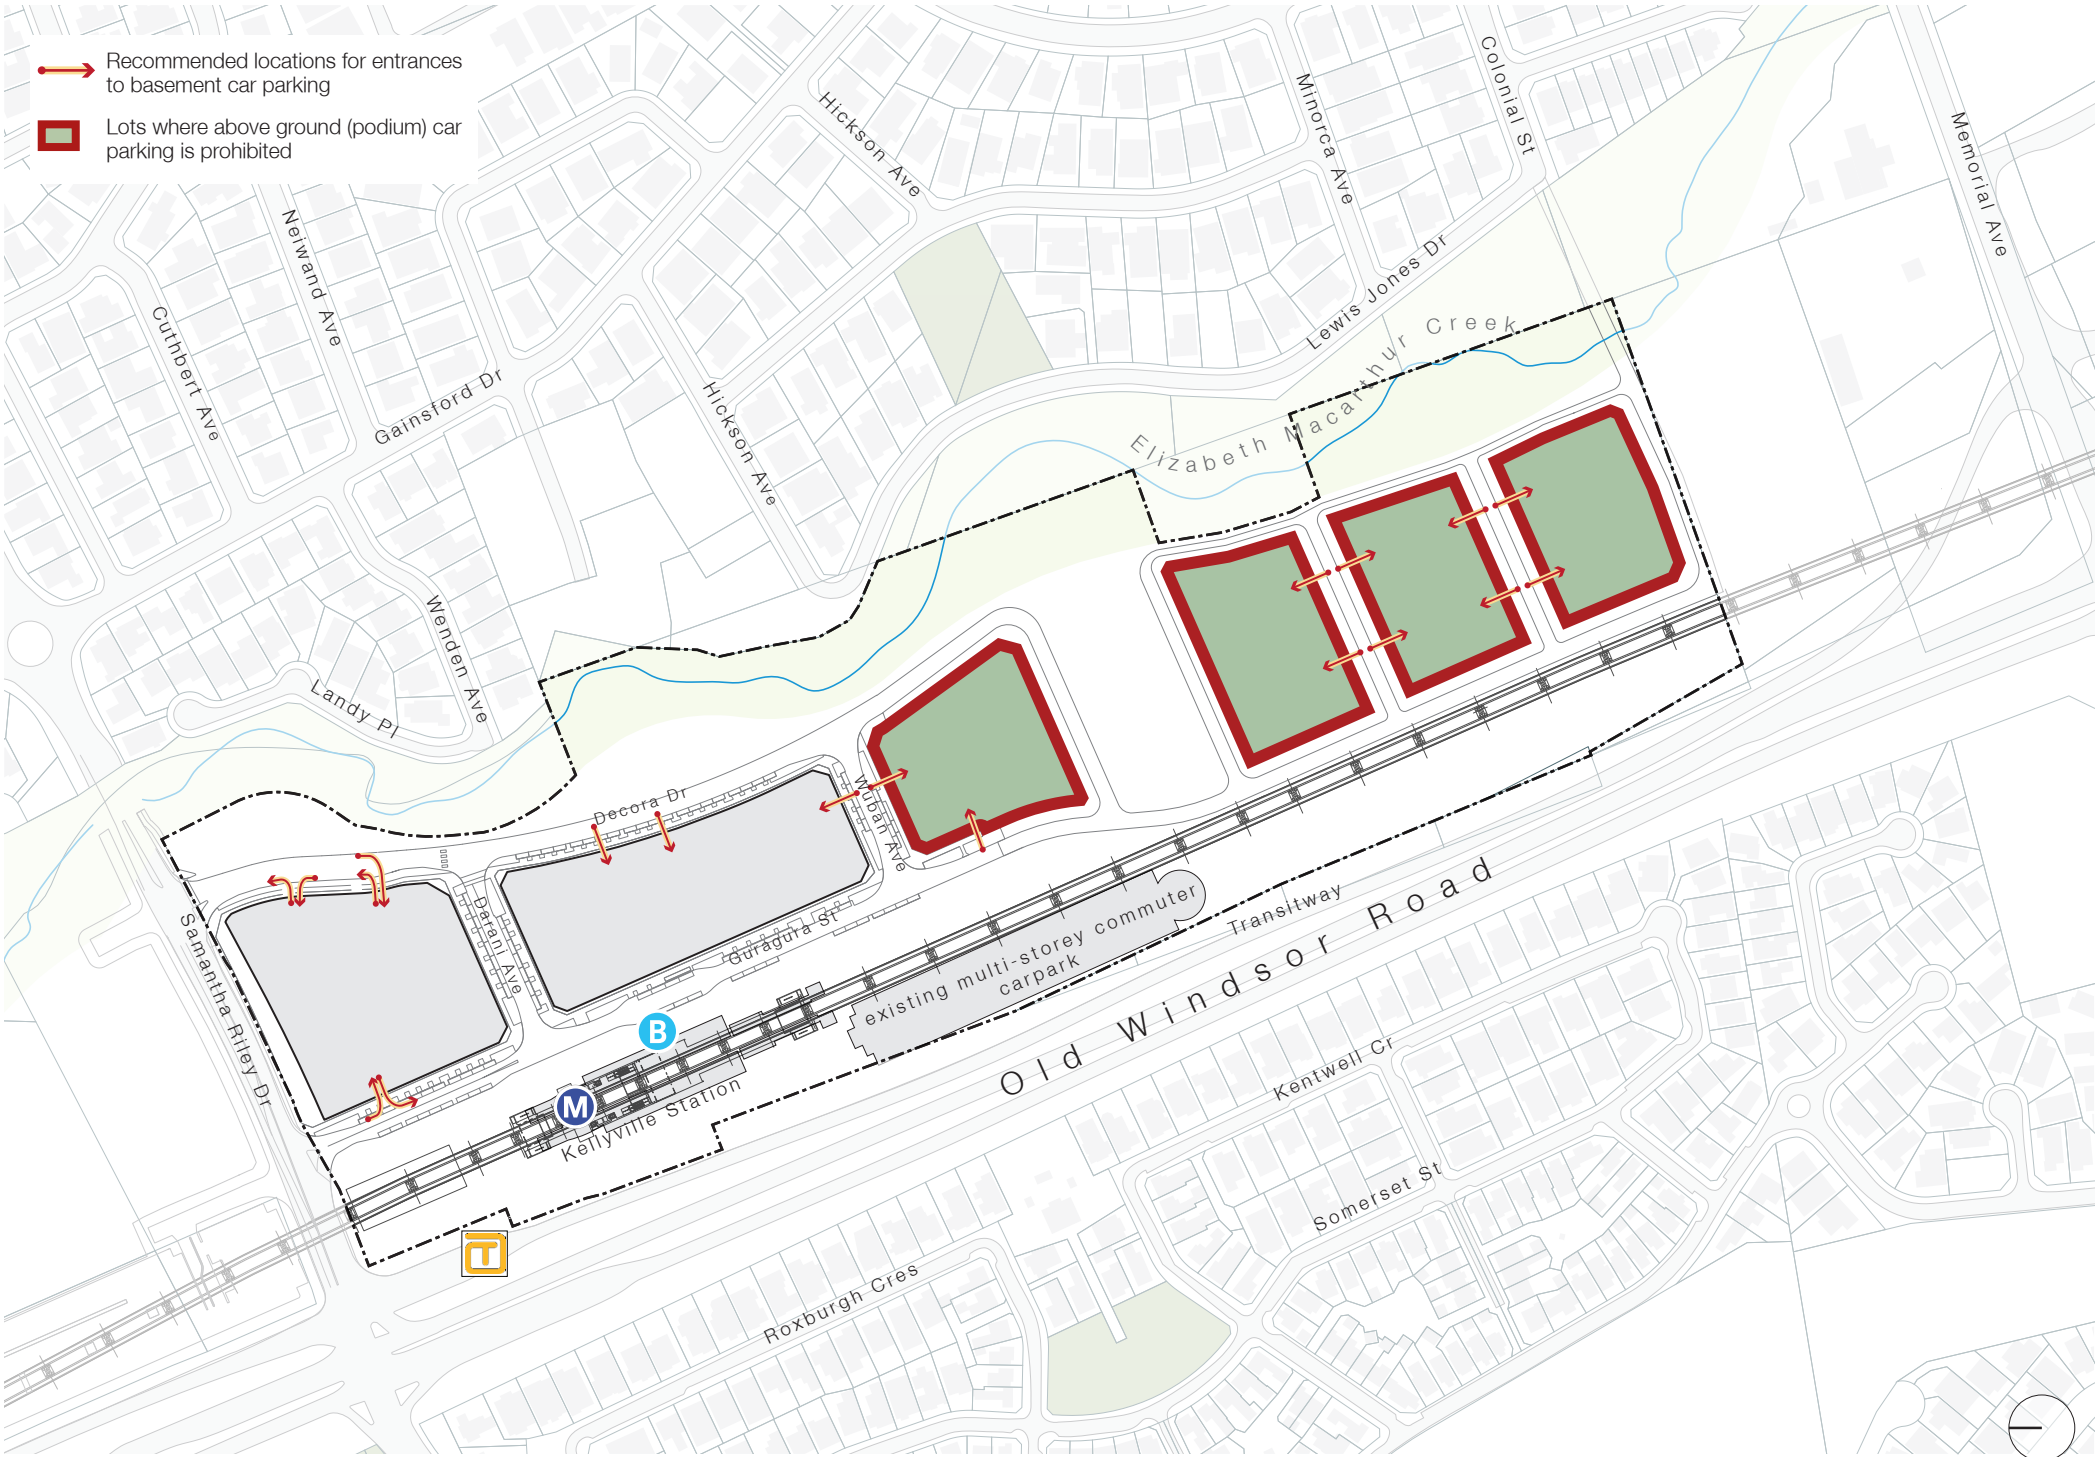 Recommended locations for entrances
to basement car parking
Lots where above ground (podium) car
parking is prohibited
Hickson Ave
Minorca Ave
Colonial St
Memorial Ave
Neiwand Ave
Cuthbert Ave
Gainsford Dr
Hickson Ave
Lewis Jones Dr
Elizabeth Macarthur Creek
Wenden Ave
Landy Pl
Decora Dr
Wuban Ave
Darani Ave
Guragura St
Samantha Riley Dr
existing multi-storey commuter
carpark
Transitway
Old Windsor Road
B
M
Kellyville Station
T
Kentwell Cr
Somerset St
Roxburgh Cres